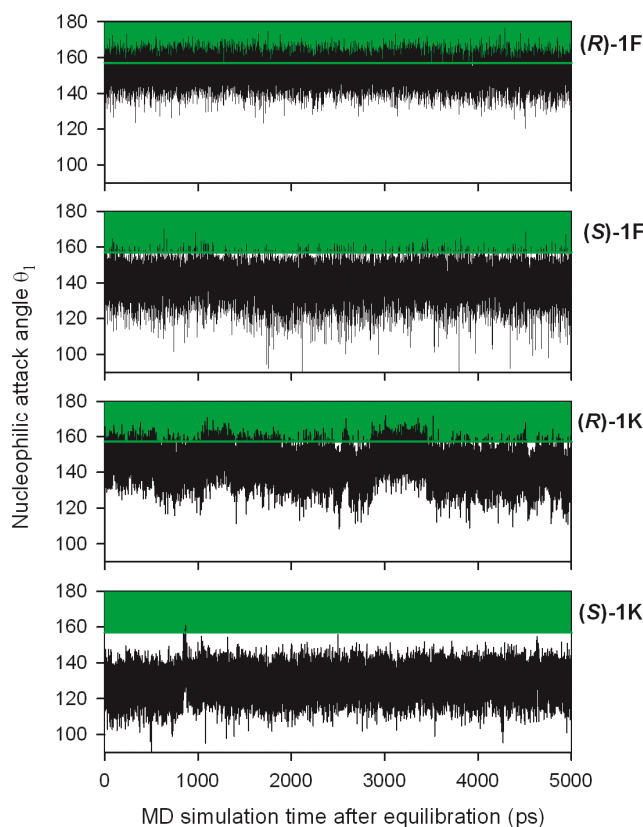 180
160
140
120
100
(R)-1F
180
160
140
120
100
(S)-1F
180
160
140
120
100
(R)-1K
180
160
130
120
100
(S)-1K
0 1000 2000 3000 4000 5000
MD simulation time after equilibration (ps)
Nucleophilic attack angle θ1